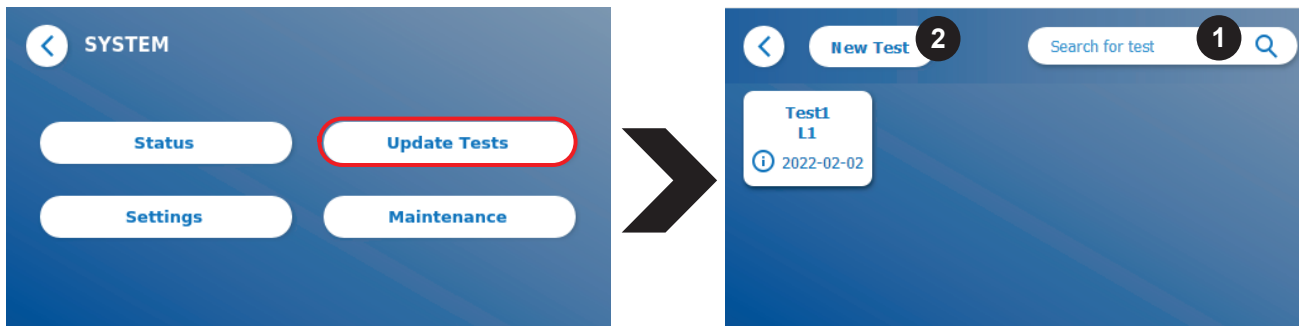 SYSTEM
Status
Update Tests
Settings
Maintenance
New Test
2
Search for test
1
Test1
L1
2022-02-02